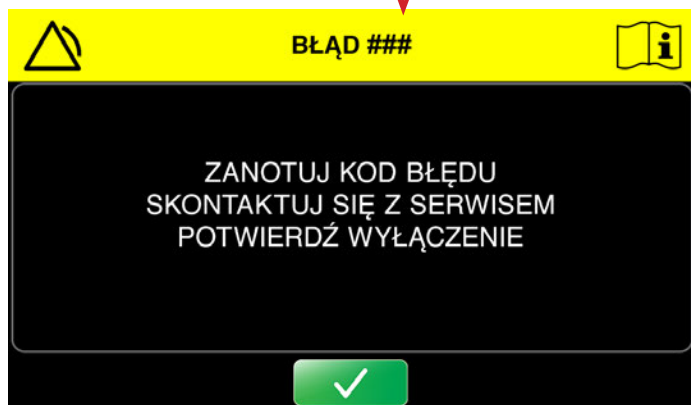 BŁĄD ###
ZANOTUJ KOD BŁĘDU
SKONTAKTUJ SIĘ Z SERWISEM
POTWIERDŹ WYŁĄCZENIE